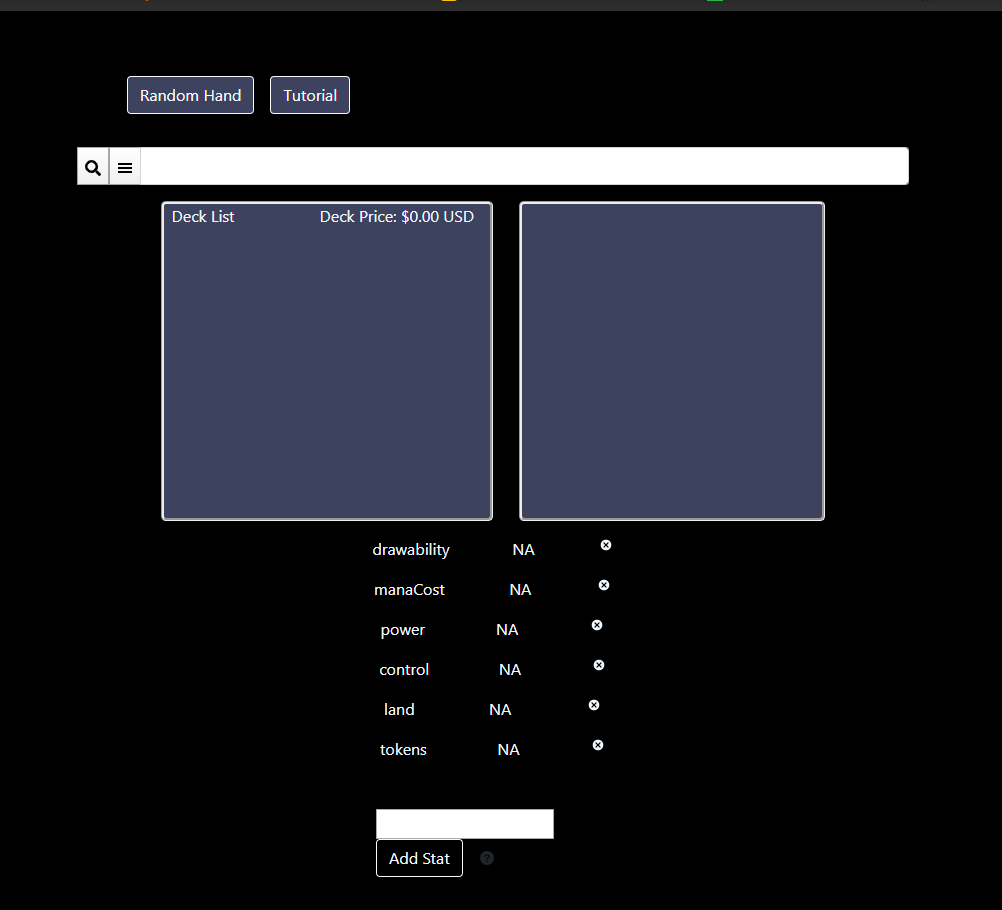 Random Hand Tutorial
Deck List Deck Price: $0.00 USD
drawability NA
manaCost NA
power NA
control NA
land NA
tokens NA
Add Stat ?